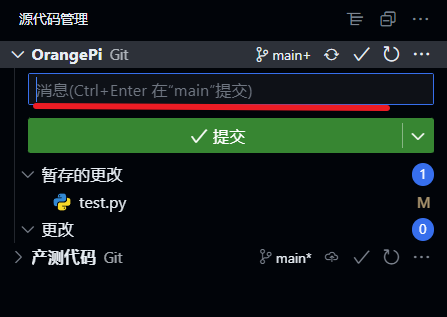 源代码管理
OrangePi Git main+
消息(Ctrl+Enter 在“main”提交)
提交
暂存的更改 1
test.py M
更改 0
产测代码 Git main*